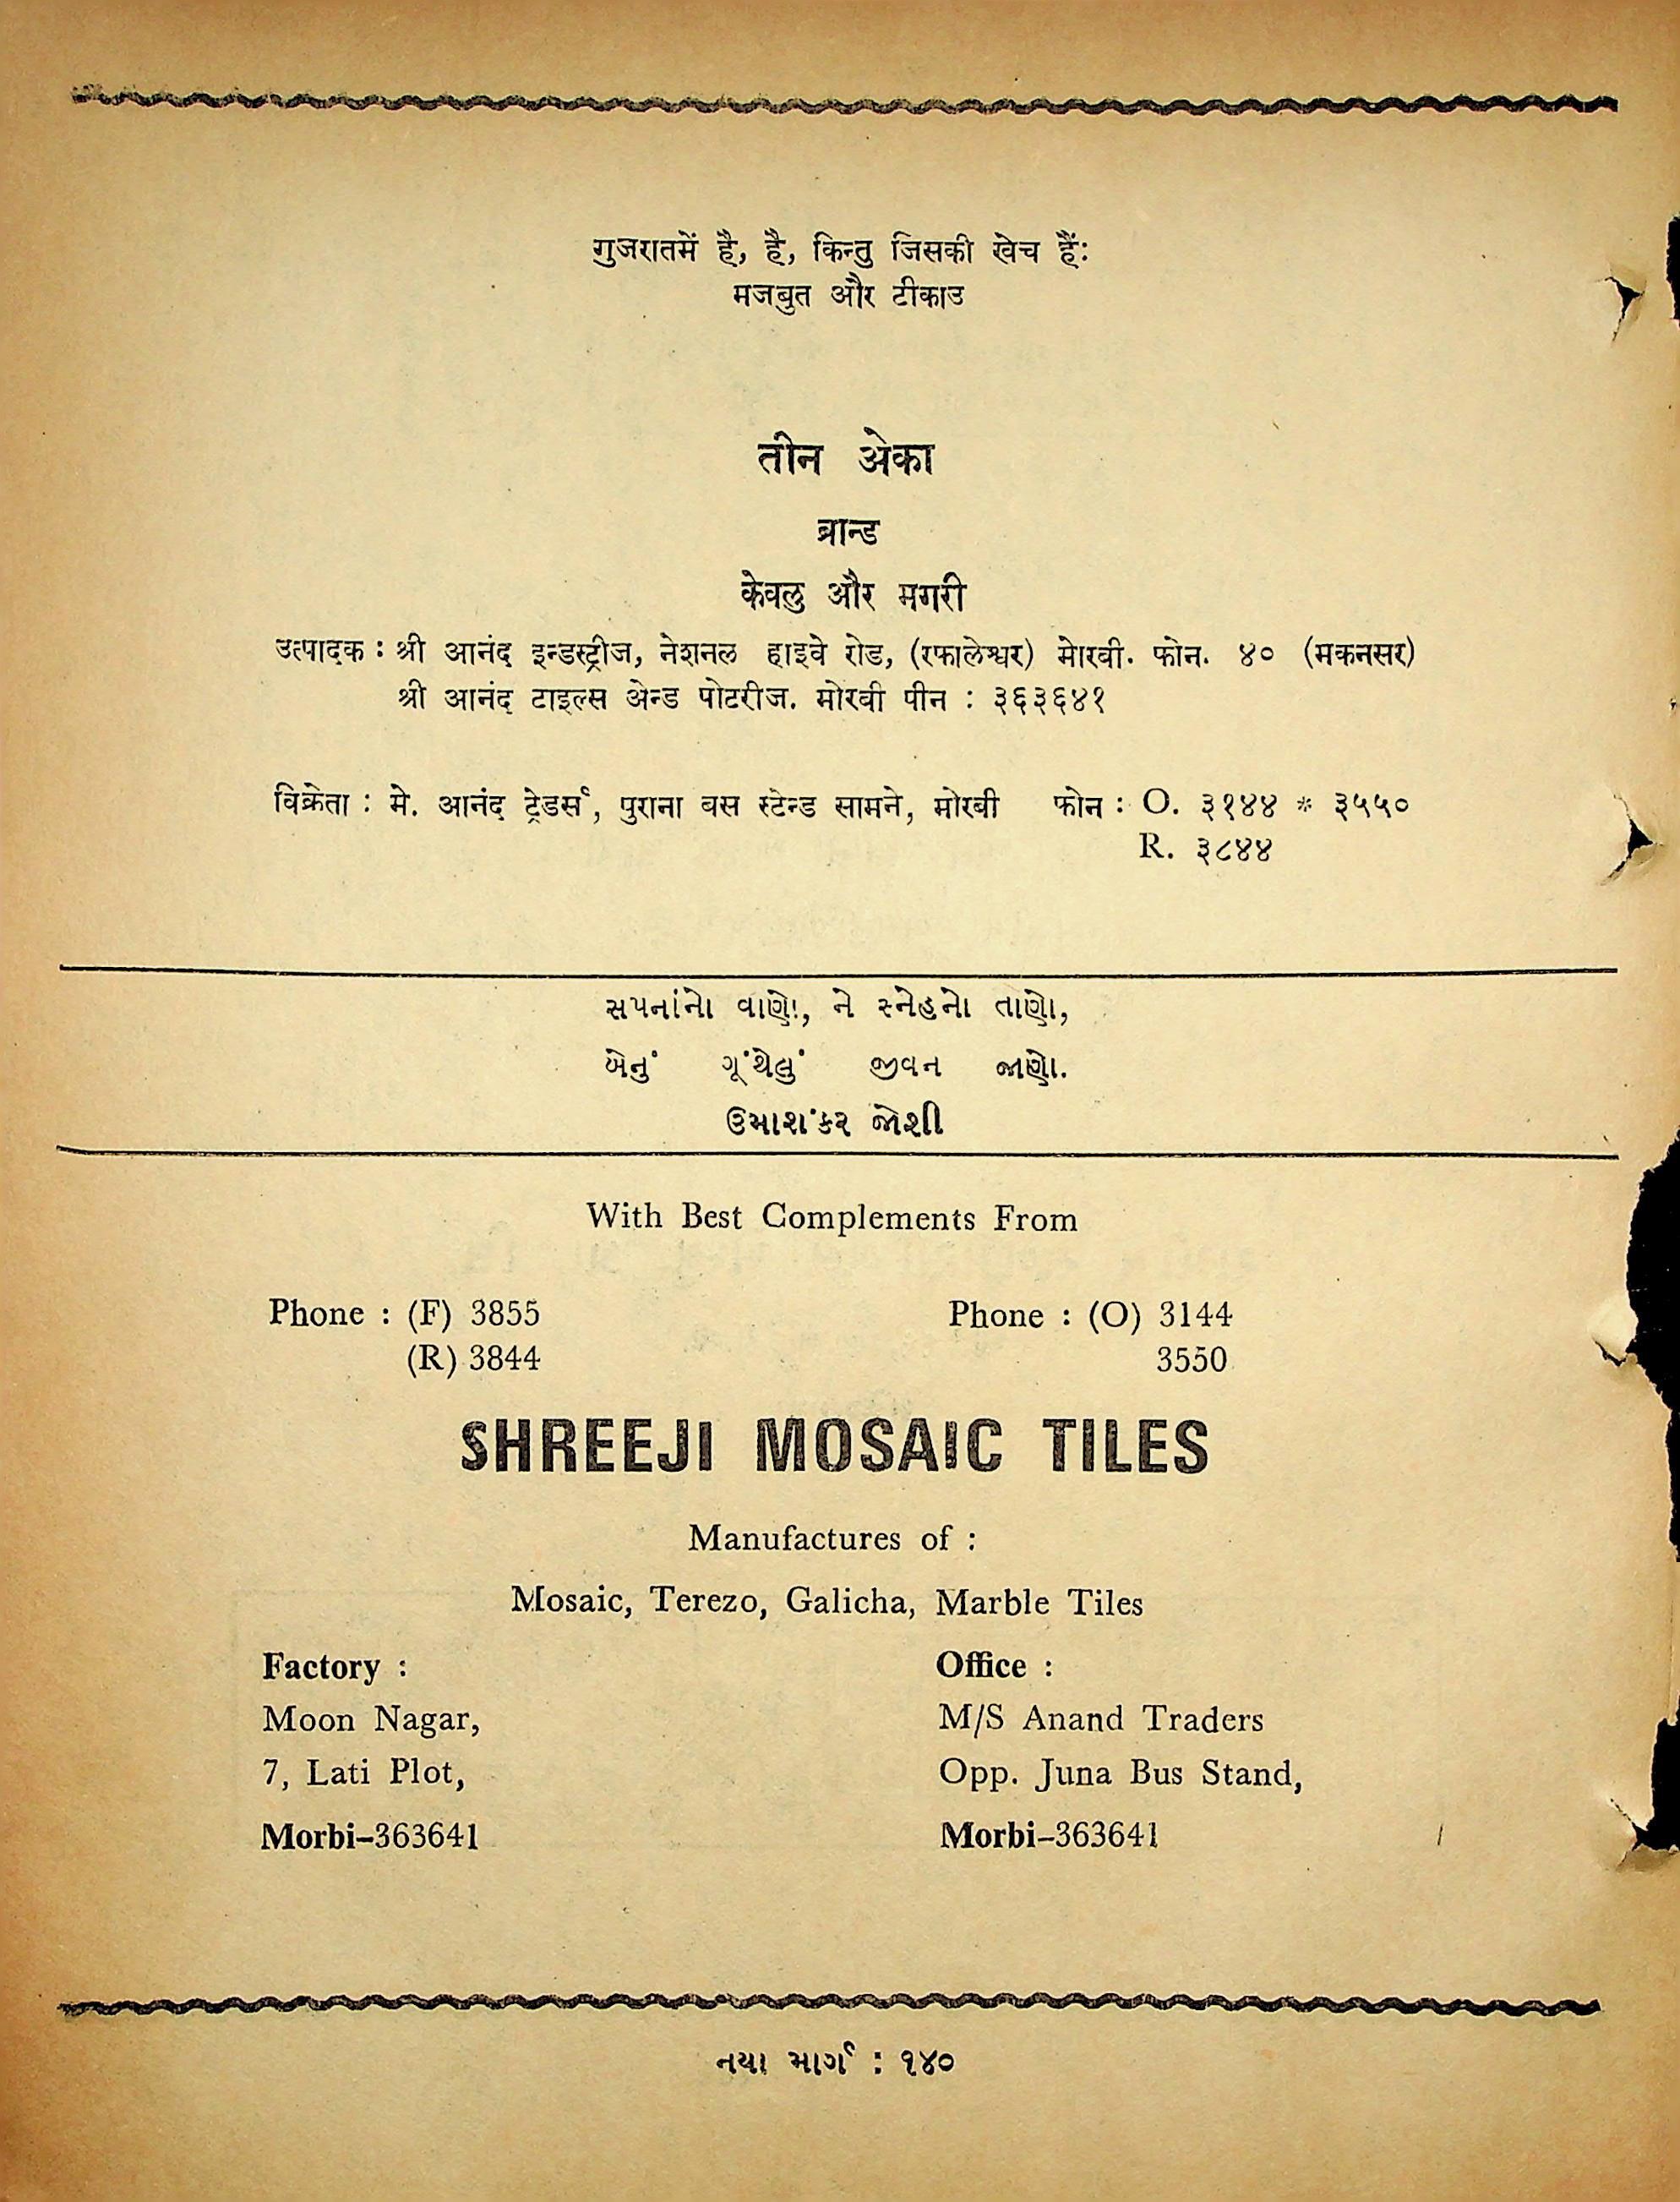 गुजरातमें है, है, किन्तु जिसकी खेच हैं:
मजबुत और टीकाउ
तीन अेका
ब्रान्ड
केवलु और मगरी
उत्पादक : श्री आनंद इन्डस्ट्रीज, नेशनल हाइवे रोड, (रफालेश्वर) मोरबी. फोन. ४० (मकनसर)
श्री आनंद टाइल्स अेन्ड पोटरीज. मोरबी पीन : ३६३६४१
विक्रेता : मे. आनंद ट्रेडर्स, पुराना बस स्टेन्ड सामने, मोरबी फोन : O. ३१४४ * ३५५०
R. ३८४४
સપનાંનો વાણો, ને સ્નેહનો તાણો,
બેનું ગૂંથેલું જીવન જાણો.
ઉમાશંકર જોશી
With Best Complements From
Phone : (F) 3855 Phone : (O) 3144
(R) 3844 3550
SHREEJI MOSAIC TILES
Manufactures of :
Mosaic, Terezo, Galicha, Marble Tiles
Factory : Office :
Moon Nagar, M/S Anand Traders
7, Lati Plot, Opp. Juna Bus Stand,
Morbi–363641 Morbi–363641
નયા માર્ગ : ૧૪૦